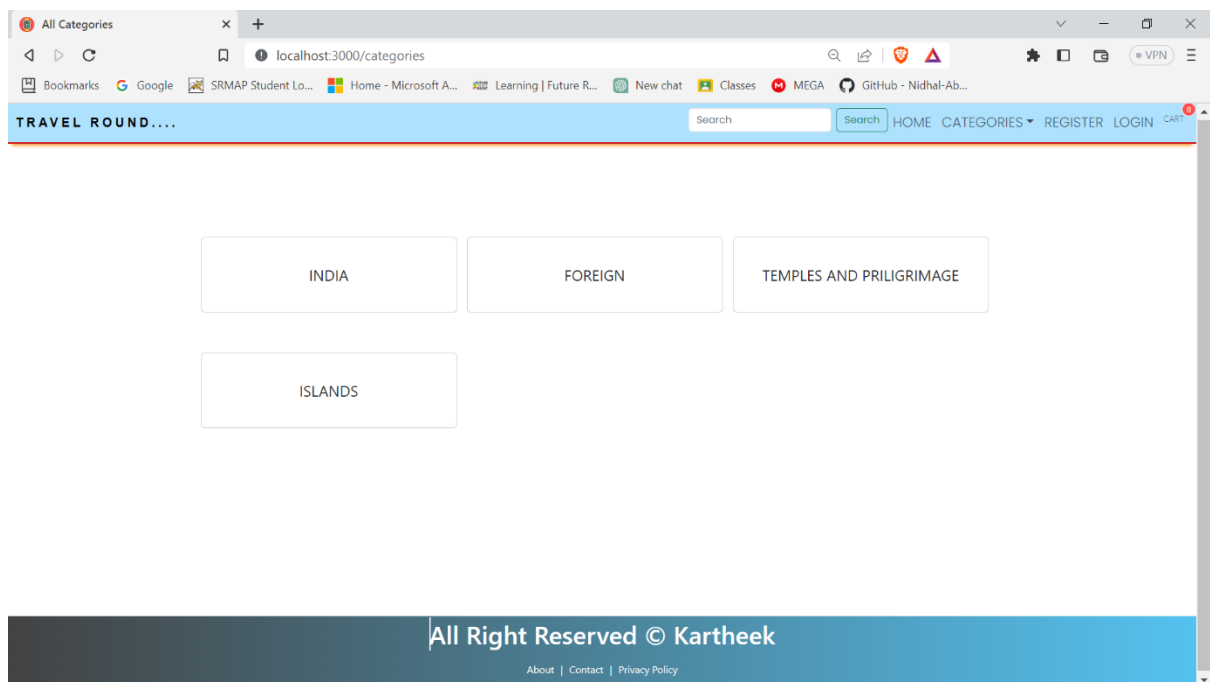 All Categories
localhost:3000/categories
VPN
Bookmarks Google SRMAP Student Lo... Home - Microsoft A... Learning | Future R... New chat Classes MEGA GitHub - Nidhal-Ab...
TRAVEL ROUND.... Search Search HOME CATEGORIES REGISTER LOGIN CART 0
INDIA FOREIGN TEMPLES AND PRILIGRIMAGE
ISLANDS
All Right Reserved © Kartheek
About | Contact | Privacy Policy